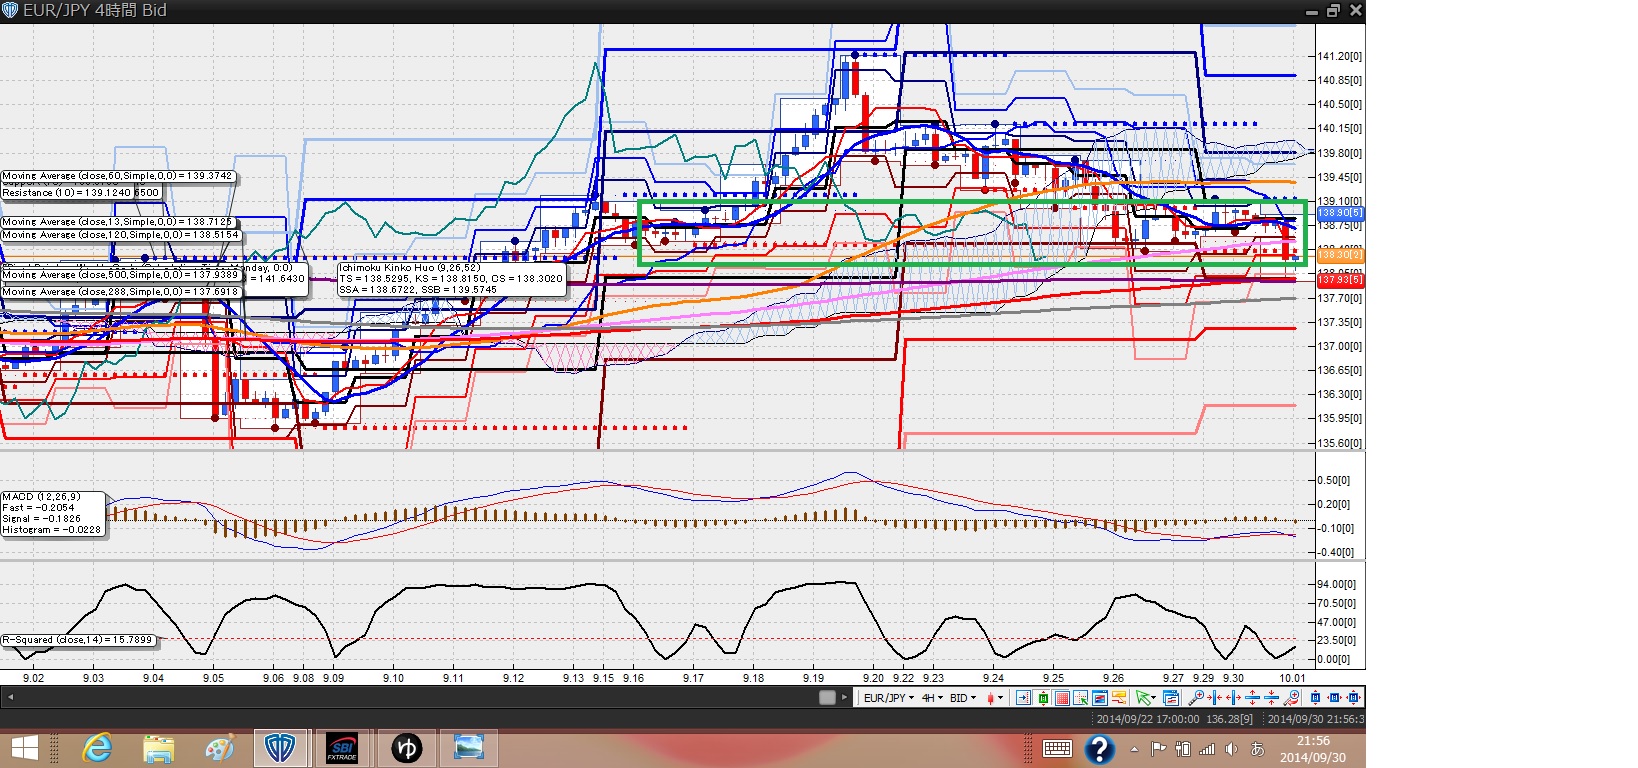 EUR/JPY 4時間 Bid
Moving Average (close,60,Simple,0,0) = 139.3742
Resistance (100) = 139.1240
Moving Average (close,13,Simple,0,0) = 138.7125
Moving Average (close,120,Simple,0,0) = 138.5154
nday, 0:0)
= 141.6430
Moving Average (close,500,Simple,0,0) = 137.9389
Moving Average (close,288,Simple,0,0) = 137.6918
Ichimoku Kinko Huo (9,26,52)
TS = 138.5295, KS = 138.8150, CS = 138.3020
SSA = 138.6722, SSB = 139.5745
141.20[0]
140.85[0]
140.50[0]
140.15[0]
139.80[0]
139.45[0]
139.10[0]
138.90[5]
138.75[0]
138.30[2]
137.93[5]
137.70[0]
137.35[0]
137.00[0]
136.65[0]
136.30[0]
135.95[0]
135.60[0]
MACD (12,26,9)
Fast = -0.2054
Signal = -0.1826
Histogram = -0.0228
0.50[0]
0.20[0]
-0.10[0]
-0.40[0]
R-Squared (close,14) = 15.7899
94.00[0]
70.50[0]
47.00[0]
23.50[0]
0.00[0]
9.02 9.03 9.04 9.05 9.06 9.08 9.09 9.10 9.11 9.12 9.13 9.15 9.16 9.17 9.18 9.19 9.20 9.22 9.23 9.24 9.25 9.26 9.27 9.29 9.30 10.01
EUR/JPY 4H BID
2014/09/22 17:00:00 136.28[9] 2014/09/30 21:56:3
SBI
FXTRADE
ゆ
あ
21:56
2014/09/30